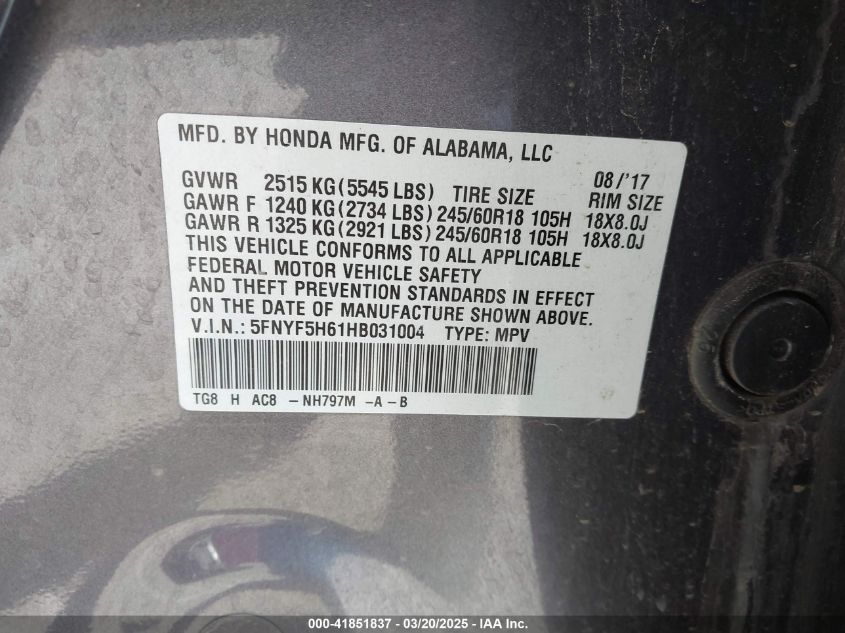 MFD. BY HONDA MFG. OF ALABAMA, LLC
08/'17
GVWR 2515 KG(5545 LBS) TIRE SIZE RIM SIZE
GAWR F 1240 KG(2734 LBS) 245/60R18 105H 18X8.0J
GAWR R 1325 KG(2921 LBS) 245/60R18 105H 18X8.0J
THIS VEHICLE CONFORMS TO ALL APPLICABLE
FEDERAL MOTOR VEHICLE SAFETY
AND THEFT PREVENTION STANDARDS IN EFFECT
ON THE DATE OF MANUFACTURE SHOWN ABOVE.
V.I.N.: 5FNYF5H61HB031004 TYPE: MPV
TG8 H AC8 -NH797M -A -B
000-41851837 - 03/20/2025 - IAA Inc.